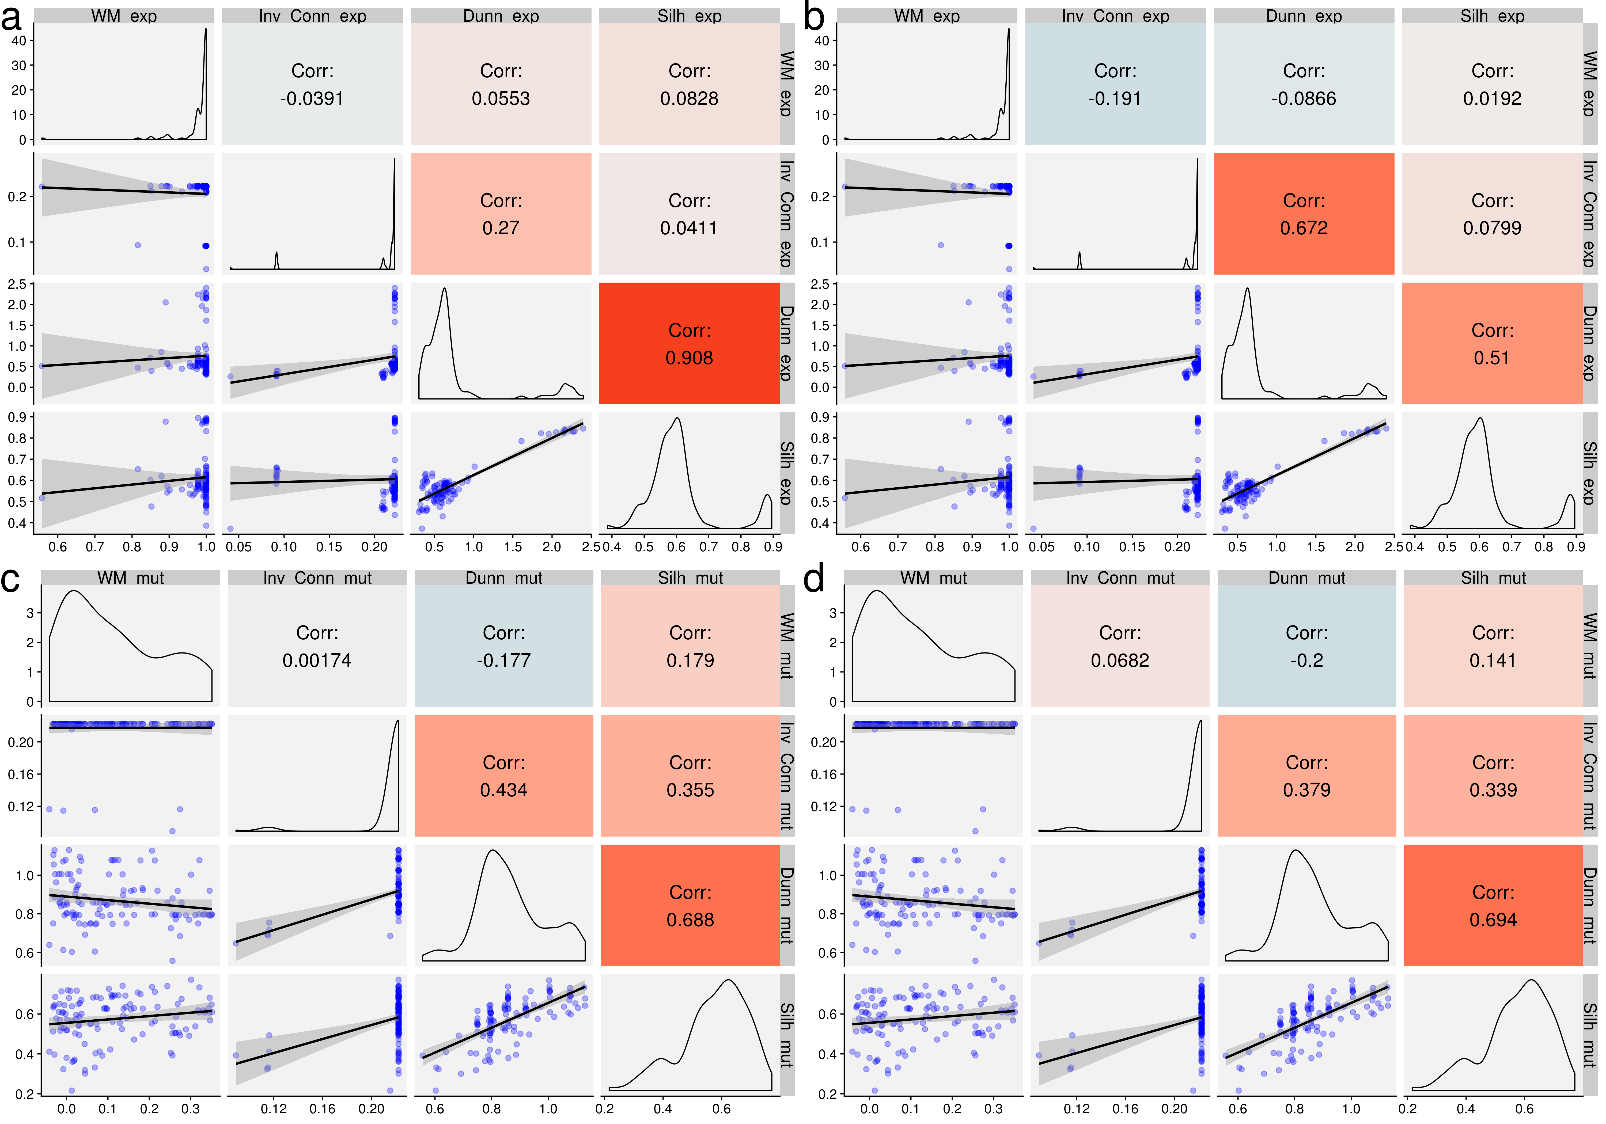 a
WM exp
Inv Conn exp
Dunn exp
Silh exp
40
30
20
10
0
Corr:
-0.0391
Corr:
0.0553
Corr:
0.0828
WM exp
0.2
0.1
Corr:
0.27
Corr:
0.0411
Inv Conn exp
2.5
2.0
1.5
1.0
0.5
0.0
Corr:
0.908
Dunn exp
0.9
0.8
0.7
0.6
0.5
0.4
Silh exp
0.6 0.7 0.8 0.9 1.0
0.05 0.10 0.20
0.5 1.0 2.0 2.5
0.4 0.5 0.6 0.7 0.8 0.9
b
WM exp
Inv Conn exp
Dunn exp
Silh exp
40
30
20
10
0
Corr:
-0.191
Corr:
-0.0866
Corr:
0.0192
WM exp
0.2
0.1
Corr:
0.672
Corr:
0.0799
Inv Conn exp
2.5
2.0
1.5
1.0
0.5
0.0
Corr:
0.51
Dunn exp
0.9
0.8
0.7
0.6
0.5
0.4
Silh exp
0.6 0.7 0.8 0.9 1.0
0.05 0.10 0.20
0.5 1.0 2.0 2.5
0.4 0.5 0.6 0.7 0.8 0.9
c
WM mut
Inv Conn mut
Dunn mut
Silh mut
3
2
1
0
Corr:
0.00174
Corr:
-0.177
Corr:
0.179
WM mut
0.20
0.16
0.12
Corr:
0.434
Corr:
0.355
Inv Conn mut
1.0
0.8
0.6
Corr:
0.688
Dunn mut
0.6
0.4
0.2
Silh mut
0.0 0.1 0.2 0.3
0.12 0.16 0.20
0.6 0.8 1.0
0.2 0.4 0.6
d
WM mut
Inv Conn mut
Dunn mut
Silh mut
3
2
1
0
Corr:
0.0682
Corr:
-0.2
Corr:
0.141
WM mut
0.20
0.16
0.12
Corr:
0.379
Corr:
0.339
Inv Conn mut
1.0
0.8
0.6
Corr:
0.694
Dunn mut
0.6
0.4
0.2
Silh mut
0.0 0.1 0.2 0.3
0.12 0.16 0.20
0.6 0.8 1.0
0.2 0.4 0.6